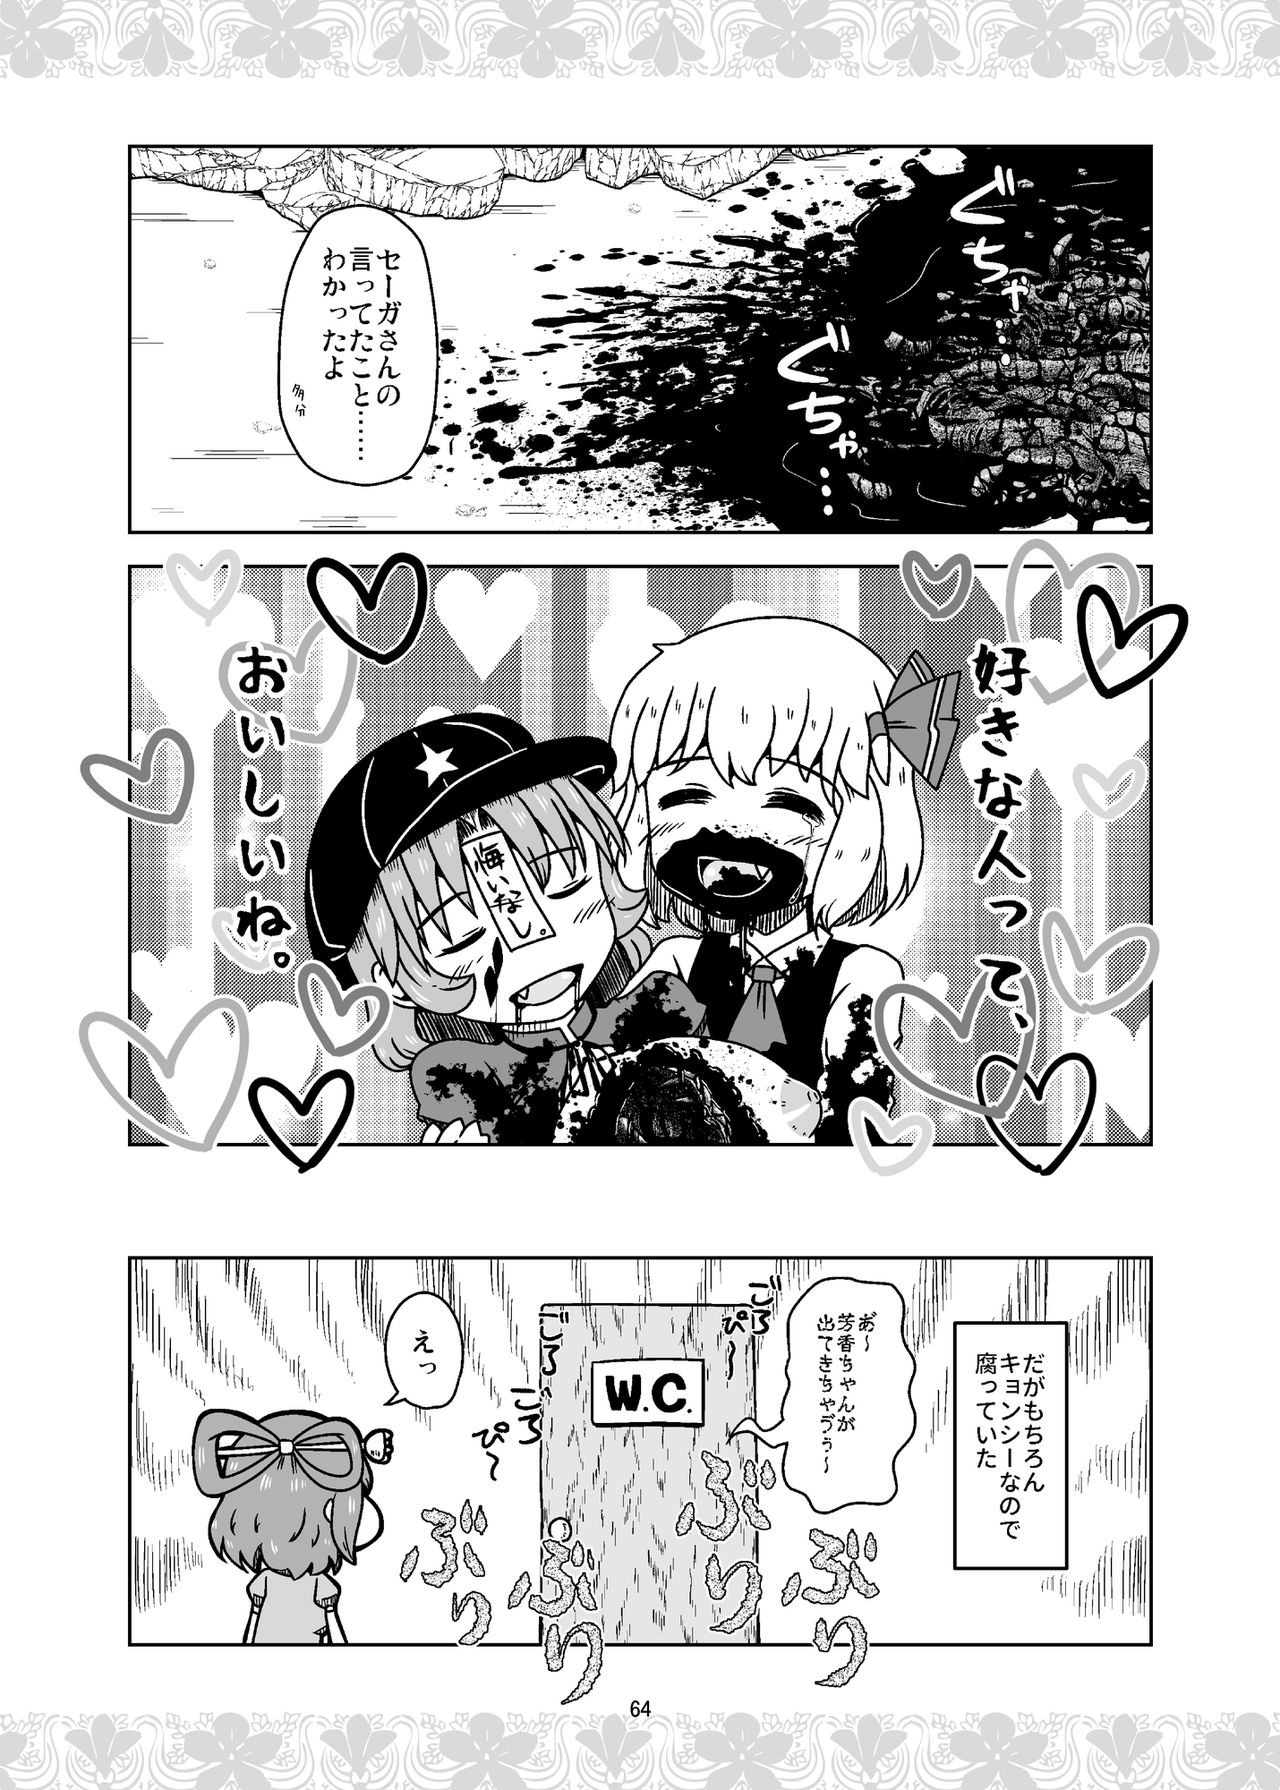 ぐちゃ…
ぐちゃ…
セーガさんの
言ってたこと……
わかったよ
多分
好きな人って、
おいしいね。
悔いなし。
だがもちろん
キョンシーなので
腐っていた
あ゛~
芳香ちゃんが
出てきちゃゔぅ~
ごろ
ぴ~
W.C.
ごろ
ごろ
ぴ~
えっ
ぶり
ぶり
ぶり
ぶり
64